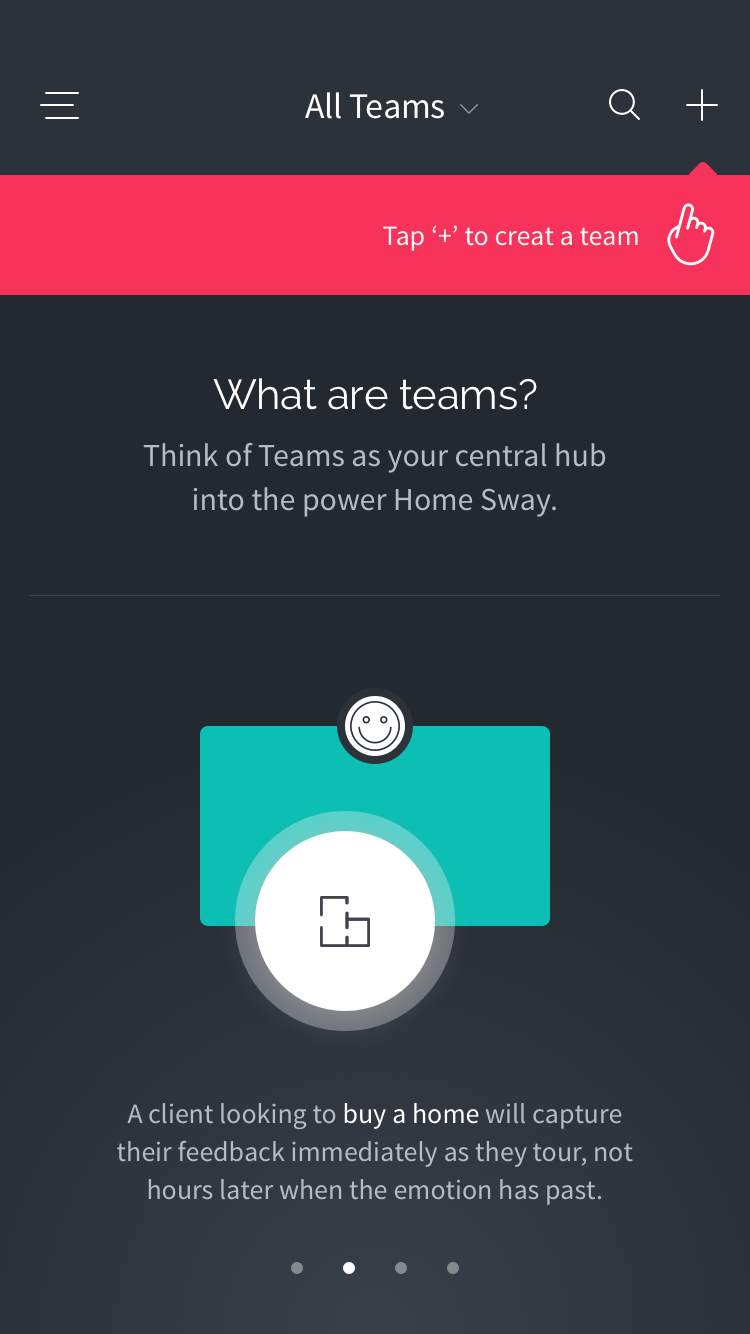 All Teams
Tap ‘+’ to creat a team
What are teams?
Think of Teams as your central hub
into the power Home Sway.
A client looking to buy a home will capture
their feedback immediately as they tour, not
hours later when the emotion has past.